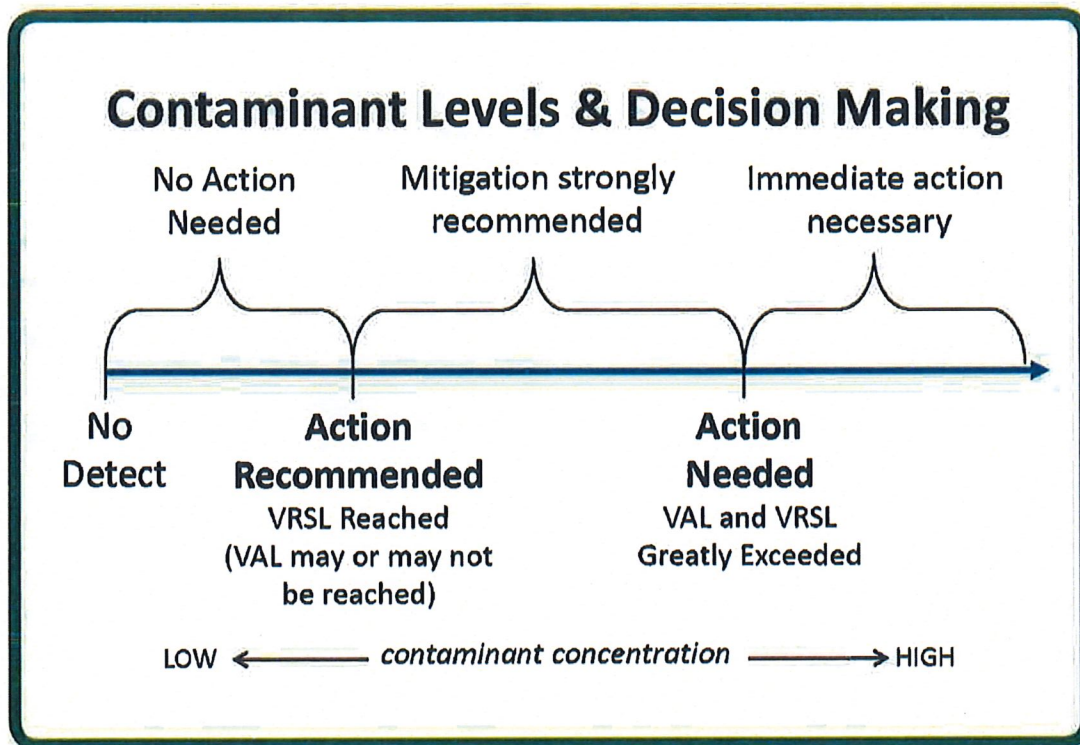 Contaminant Levels & Decision Making
No Action
Needed
Mitigation strongly
recommended
Immediate action
necessary
No
Detect
Action
Recommended
VRSL Reached
(VAL may or may not
be reached)
Action
Needed
VAL and VRSL
Greatly Exceeded
LOW
contaminant concentration
HIGH